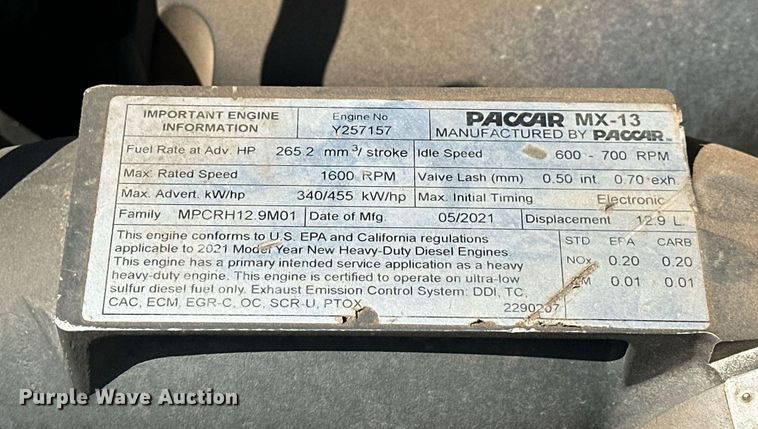 IMPORTANT ENGINE INFORMATION
Engine No Y257157
PACCAR MX-13
MANUFACTURED BY PACCAR
Fuel Rate at Adv. HP 265.2 mm³/ stroke Idle Speed 600 - 700 RPM
Max. Rated Speed 1600 RPM Valve Lash (mm) 0.50 int. 0.70 exh.
Max. Advert. kW/hp 340/455 kW/hp Max. Initial Timing Electronic
Family MPCRH12.9M01 Date of Mfg. 05/2021 Displacement 12.9 L.
This engine conforms to U.S. EPA and California regulations
applicable to 2021 Model Year New Heavy-Duty Diesel Engines.
This engine has a primary intended service application as a heavy
heavy-duty engine. This engine is certified to operate on ultra-low
sulfur diesel fuel only. Exhaust Emission Control System: DDI, TC,
CAC, ECM, EGR-C, OC, SCR-U, PTOX
STD EPA CARB
NOx 0.20 0.20
0.01 0.01
2290207
Purple Wave Auction